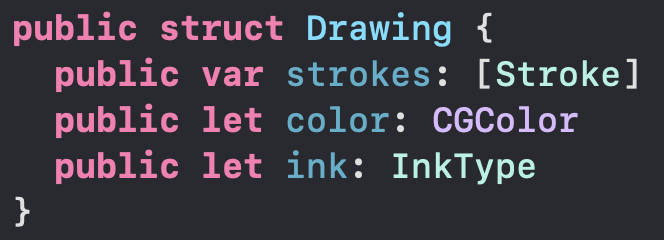 public struct Drawing {
  public var strokes: [Stroke]
  public let color: CGColor
  public let ink: InkType
}